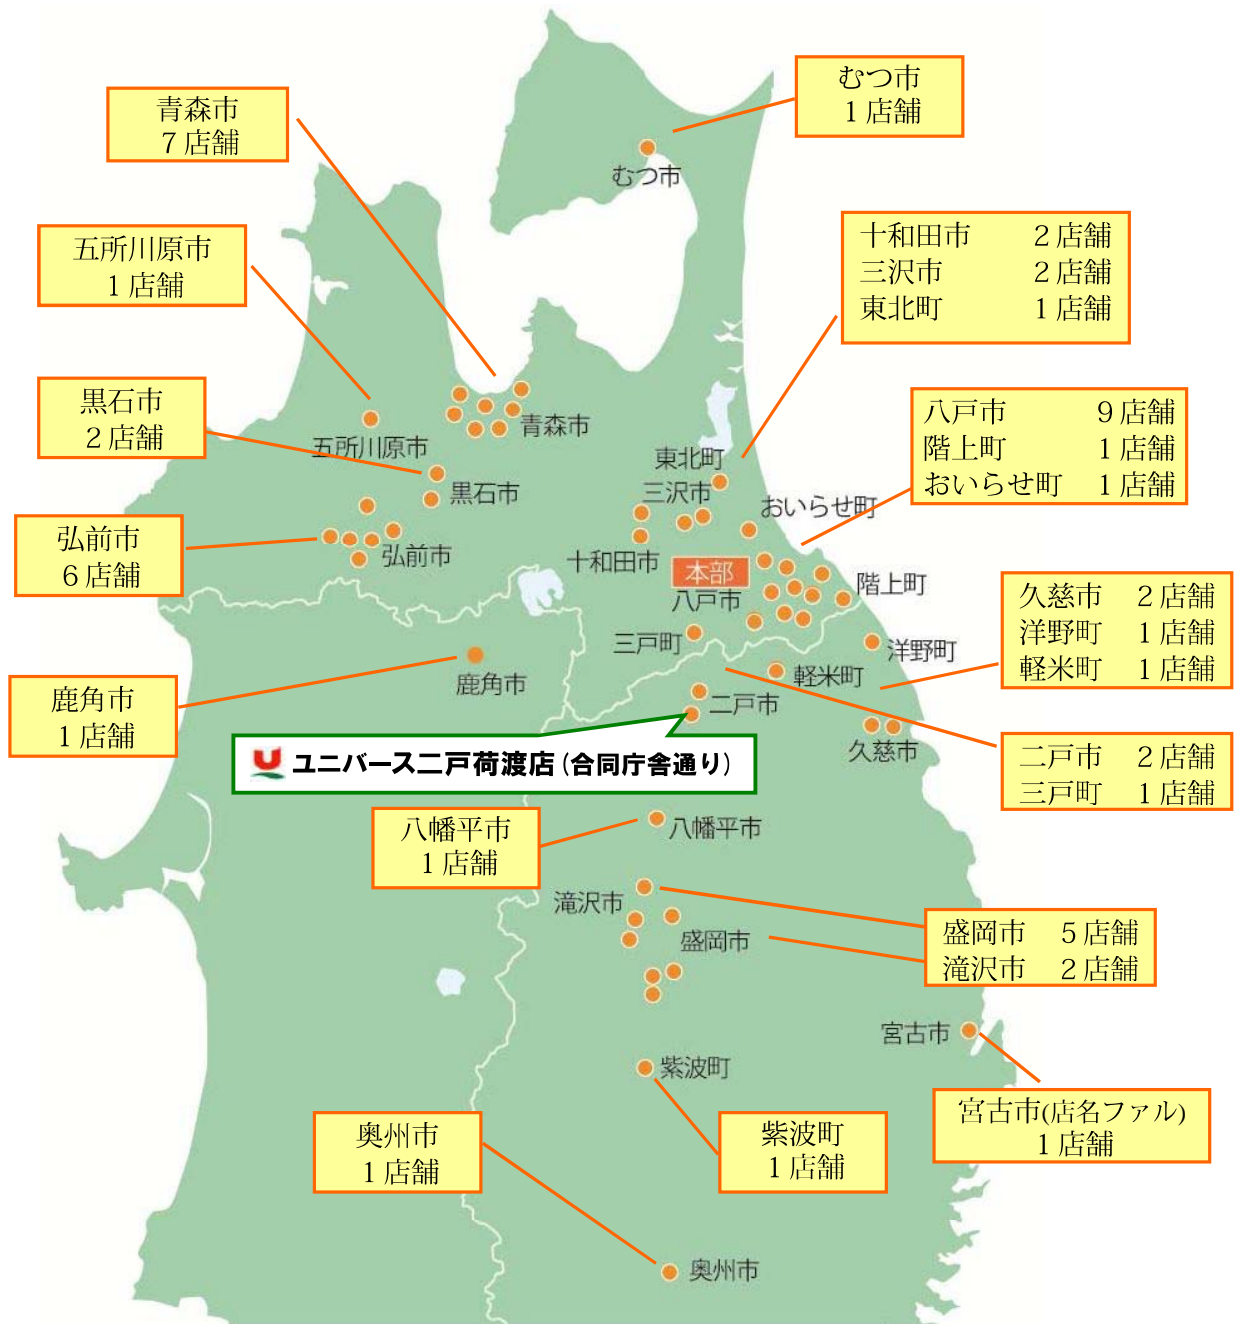 むつ市
１店舗
青森市
７店舗
むつ市
十和田市　２店舗
三沢市　２店舗
東北町　１店舗
五所川原市
１店舗
黒石市
２店舗
青森市
五所川原市
八戸市　９店舗
階上町　１店舗
おいらせ町　１店舗
東北町
三沢市
黒石市
おいらせ町
弘前市
６店舗
弘前市
十和田市
本部
八戸市
階上町
久慈市　２店舗
洋野町　１店舗
軽米町　１店舗
三戸町
洋野町
鹿角市
軽米町
鹿角市
１店舗
二戸市
久慈市
二戸市　２店舗
三戸町　１店舗
U ユニバース二戸荷渡店(合同庁舎通り)
八幡平市
１店舗
八幡平市
滝沢市
盛岡市
盛岡市　５店舗
滝沢市　２店舗
宮古市
紫波町
宮古市(店名ファル)
１店舗
奥州市
１店舗
紫波町
１店舗
奥州市